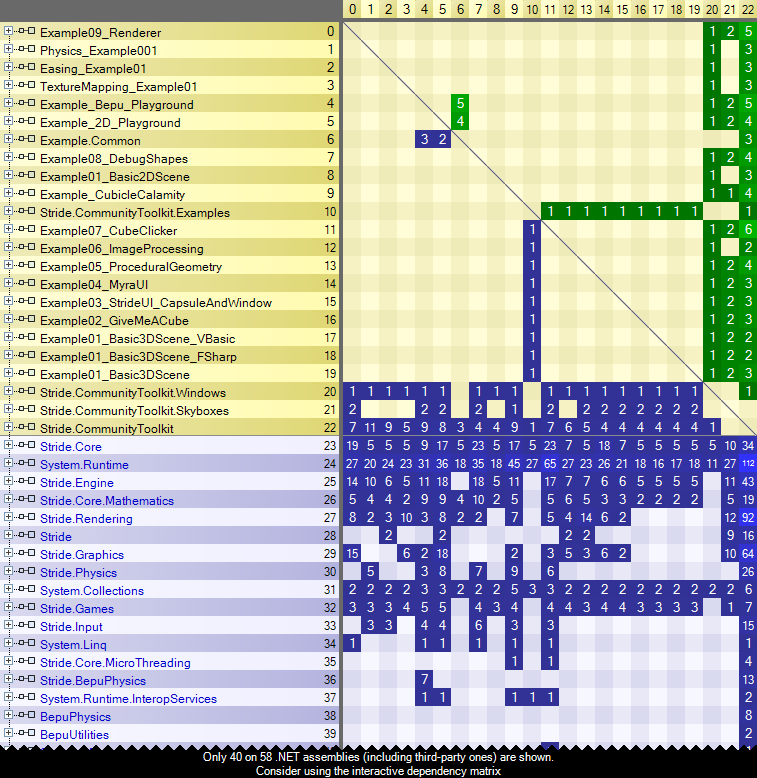 0 1 2 3 4 5 6 7 8 9 10 11 12 13 14 15 16 17 18 19 20 21 22
Example09_Renderer 0 1 2 5
Physics_Example001 1 1 3
Easing_Example01 2 1 3
TextureMapping_Example01 3 1 3
Example_Bepu_Playground 4 5 1 2 5
Example_2D_Playground 5 4 1 2 4
Example.Common 6 3 2 3
Example08_DebugShapes 7 1 2 4
Example01_Basic2DScene 8 1 3
Example_CubicleCalamity 9 1 1 4
Stride.CommunityToolkit.Examples 10 1 1 1 1 1 1 1 1 1 1
Example07_CubeClicker 11 1 1 2 6
Example06_ImageProcessing 12 1 1 2
Example05_ProceduralGeometry 13 1 1 2 4
Example04_MyraUI 14 1 1 2 3
Example03_StrideUI_CapsuleAndWindow 15 1 1 2 3
Example02_GiveMeACube 16 1 1 2 3
Example01_Basic3DScene_VBasic 17 1 1 2 2
Example01_Basic3DScene_FSharp 18 1 1 2 2
Example01_Basic3DScene 19 1 1 2 3
Stride.CommunityToolkit.Windows 20 1 1 1 1 1 1 1 1 1 1 1 1 1 1 1 1 1 1 1
Stride.CommunityToolkit.Skyboxes 21 2 2 2 2 1 2 2 2 2 2 2 2 2
Stride.CommunityToolkit 22 7 11 9 5 9 8 3 4 4 9 1 7 6 5 4 4 4 4 4 4 1
Stride.Core 23 19 5 5 5 9 17 5 23 5 17 5 23 7 5 18 7 5 5 5 5 5 10 34
System.Runtime 24 27 20 24 23 31 36 18 35 18 45 27 65 27 23 26 21 18 16 17 18 11 27 112
Stride.Engine 25 14 10 6 5 11 18 18 5 11 17 7 7 6 6 5 5 5 5 11 43
Stride.Core.Mathematics 26 5 4 4 2 9 9 4 10 2 5 5 6 5 3 3 2 2 2 2 5 19
Stride.Rendering 27 8 2 3 10 3 8 2 2 7 5 4 14 6 2 12 92
Stride 28 2 2 2 2 9 16
Stride.Graphics 29 15 6 2 18 2 3 5 3 6 2 10 64
Stride.Physics 30 5 3 8 7 9 6 26
System.Collections 31 2 2 2 2 3 3 2 2 2 5 3 3 2 2 2 2 2 2 2 2 2 2 6
Stride.Games 32 3 3 3 4 5 5 2 4 3 4 4 4 3 4 4 3 3 3 3 1 7
Stride.Input 33 3 3 4 4 6 3 3 15
System.Linq 34 1 1 1 1 1 1 1
Stride.Core.MicroThreading 35 1 1 4
Stride.BepuPhysics 36 7 13
System.Runtime.InteropServices 37 1 1 1 1 1 2
BepuPhysics 38 8
BepuUtilities 39 2
Only 40 on 58 .NET assemblies (including third-party ones) are shown.
Consider using the interactive dependency matrix